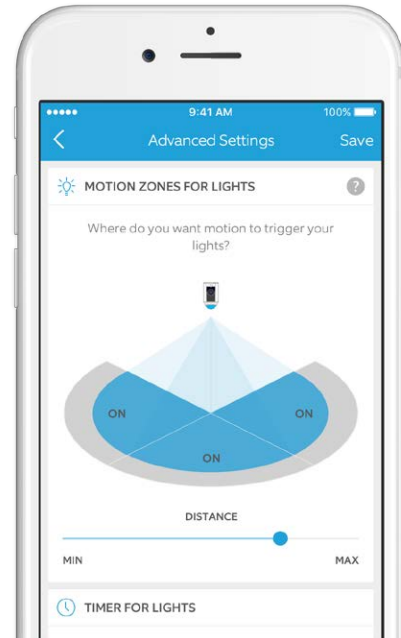 9:41 AM
100%
Advanced Settings
Save
MOTION ZONES FOR LIGHTS
?
Where do you want motion to trigger your
lights?
ON
ON
ON
DISTANCE
MIN
MAX
TIMER FOR LIGHTS